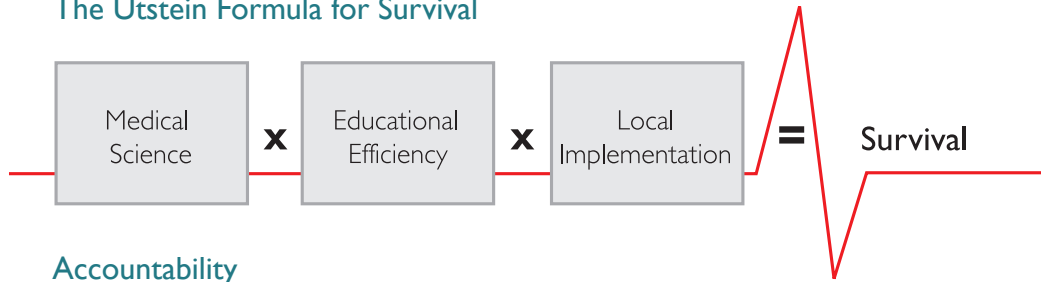 The Utstein Formula for Survival
Medical
Science
x
Educational
Efficiency
x
Local
Implementation
=
Survival
Accountability